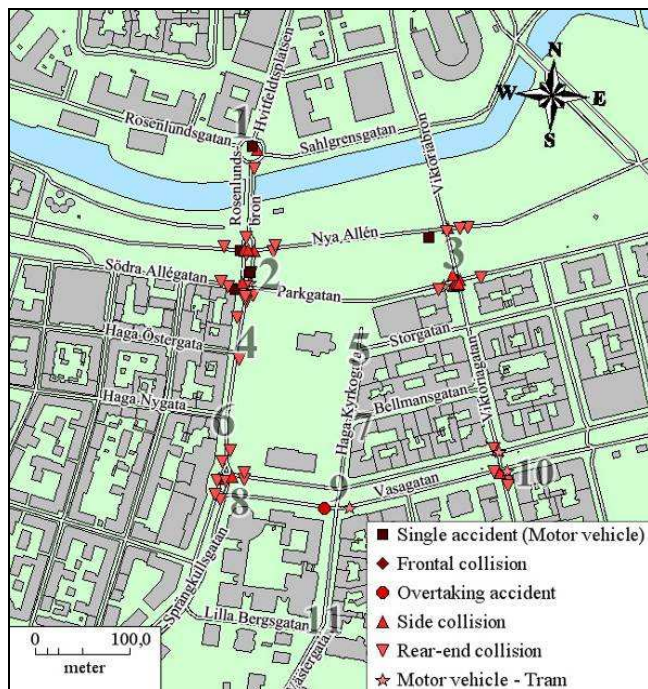 Hvitfeldtsplatsen
N
W E
S
1
Rosenlundsgatan
Sahlgrensgatan
Viktoriabron
Rosenlunds
bron
Nya Allén
3
Södra Allégatan
2
Parkgatan
Haga Östergata
4
5
Storgatan
Haga Nygata
6
Haga Kyrkogata
7
Bellmansgatan
Viktoriagatan
8
9
Vasagatan
10
Sprängkullsgatan
Lilla Bergsgatan
11
Västergatan
0 100,0
meter
Single accident (Motor vehicle)
Frontal collision
Overtaking accident
Side collision
Rear-end collision
Motor vehicle - Tram